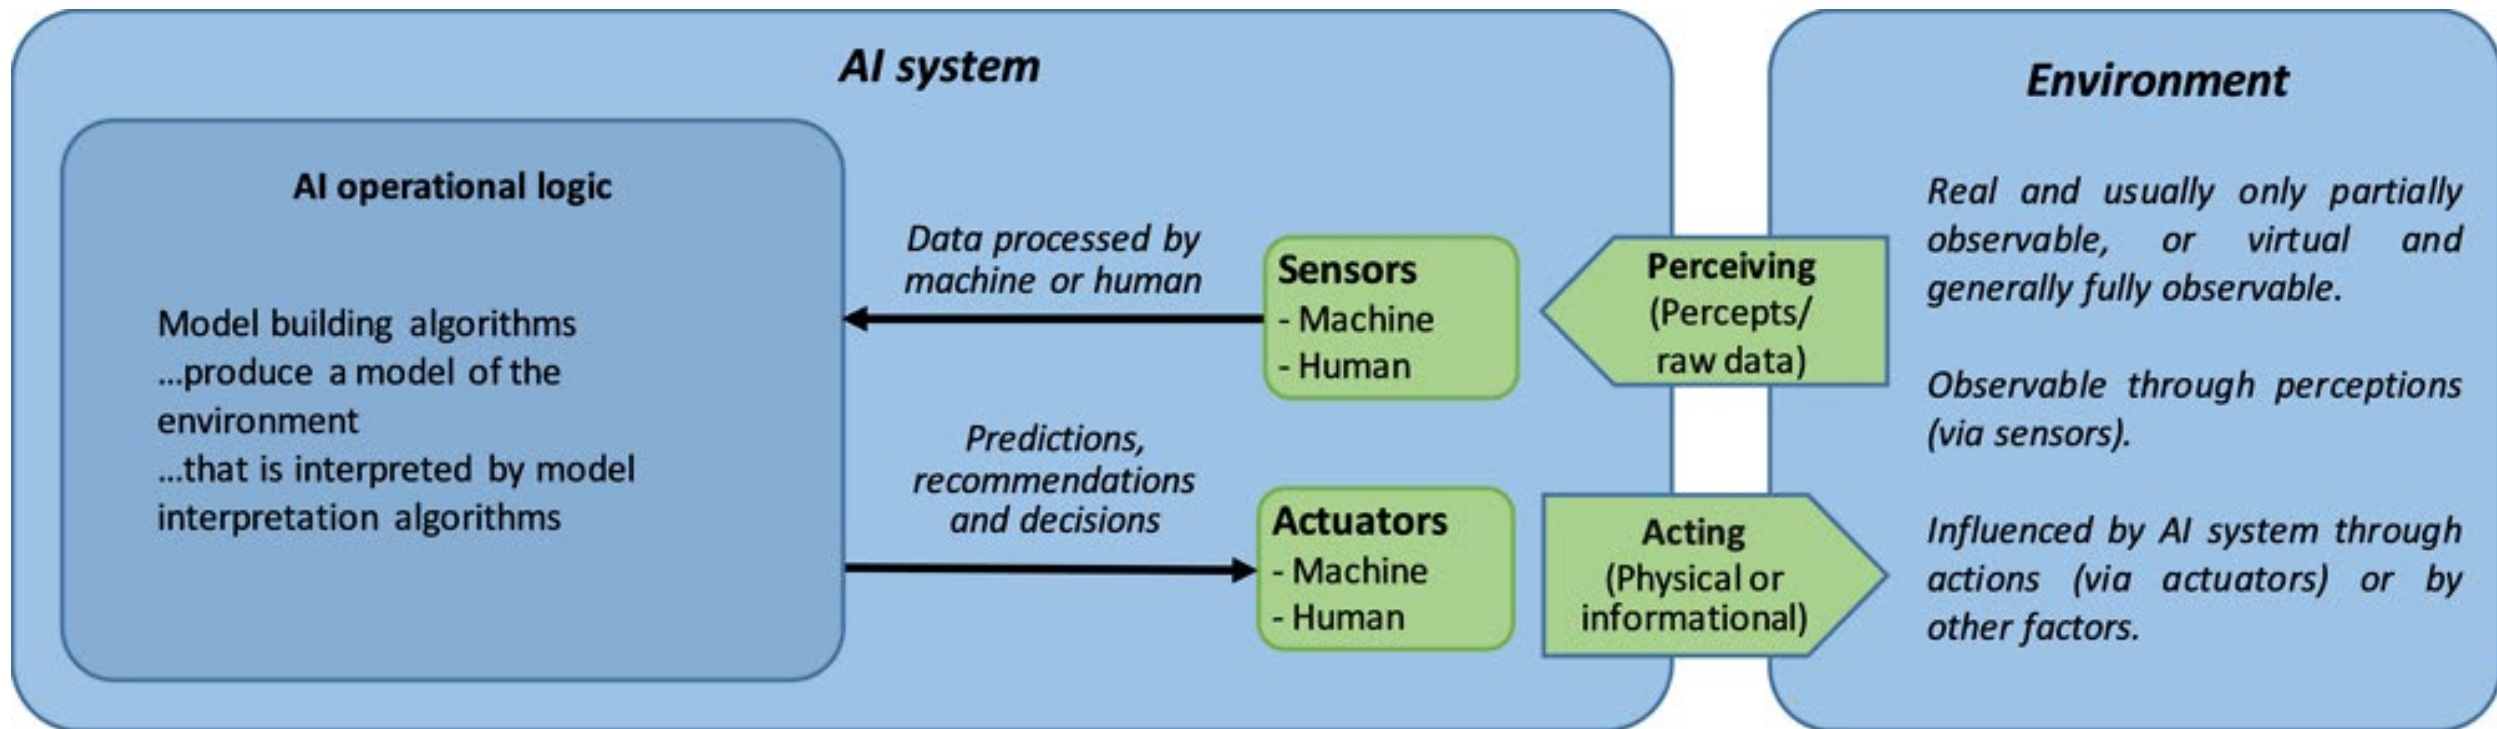 AI system
AI operational logic
Model building algorithms
...produce a model of the
environment
...that is interpreted by model
interpretation algorithms
Data processed by
machine or human
Predictions,
recommendations
and decisions
Sensors
- Machine
- Human
Actuators
- Machine
- Human
Perceiving
(Percepts/
raw data)
Acting
(Physical or
informational)
Environment
Real and usually only partially
observable, or virtual and
generally fully observable.
Observable through perceptions
(via sensors).
Influenced by AI system through
actions (via actuators) or by
other factors.